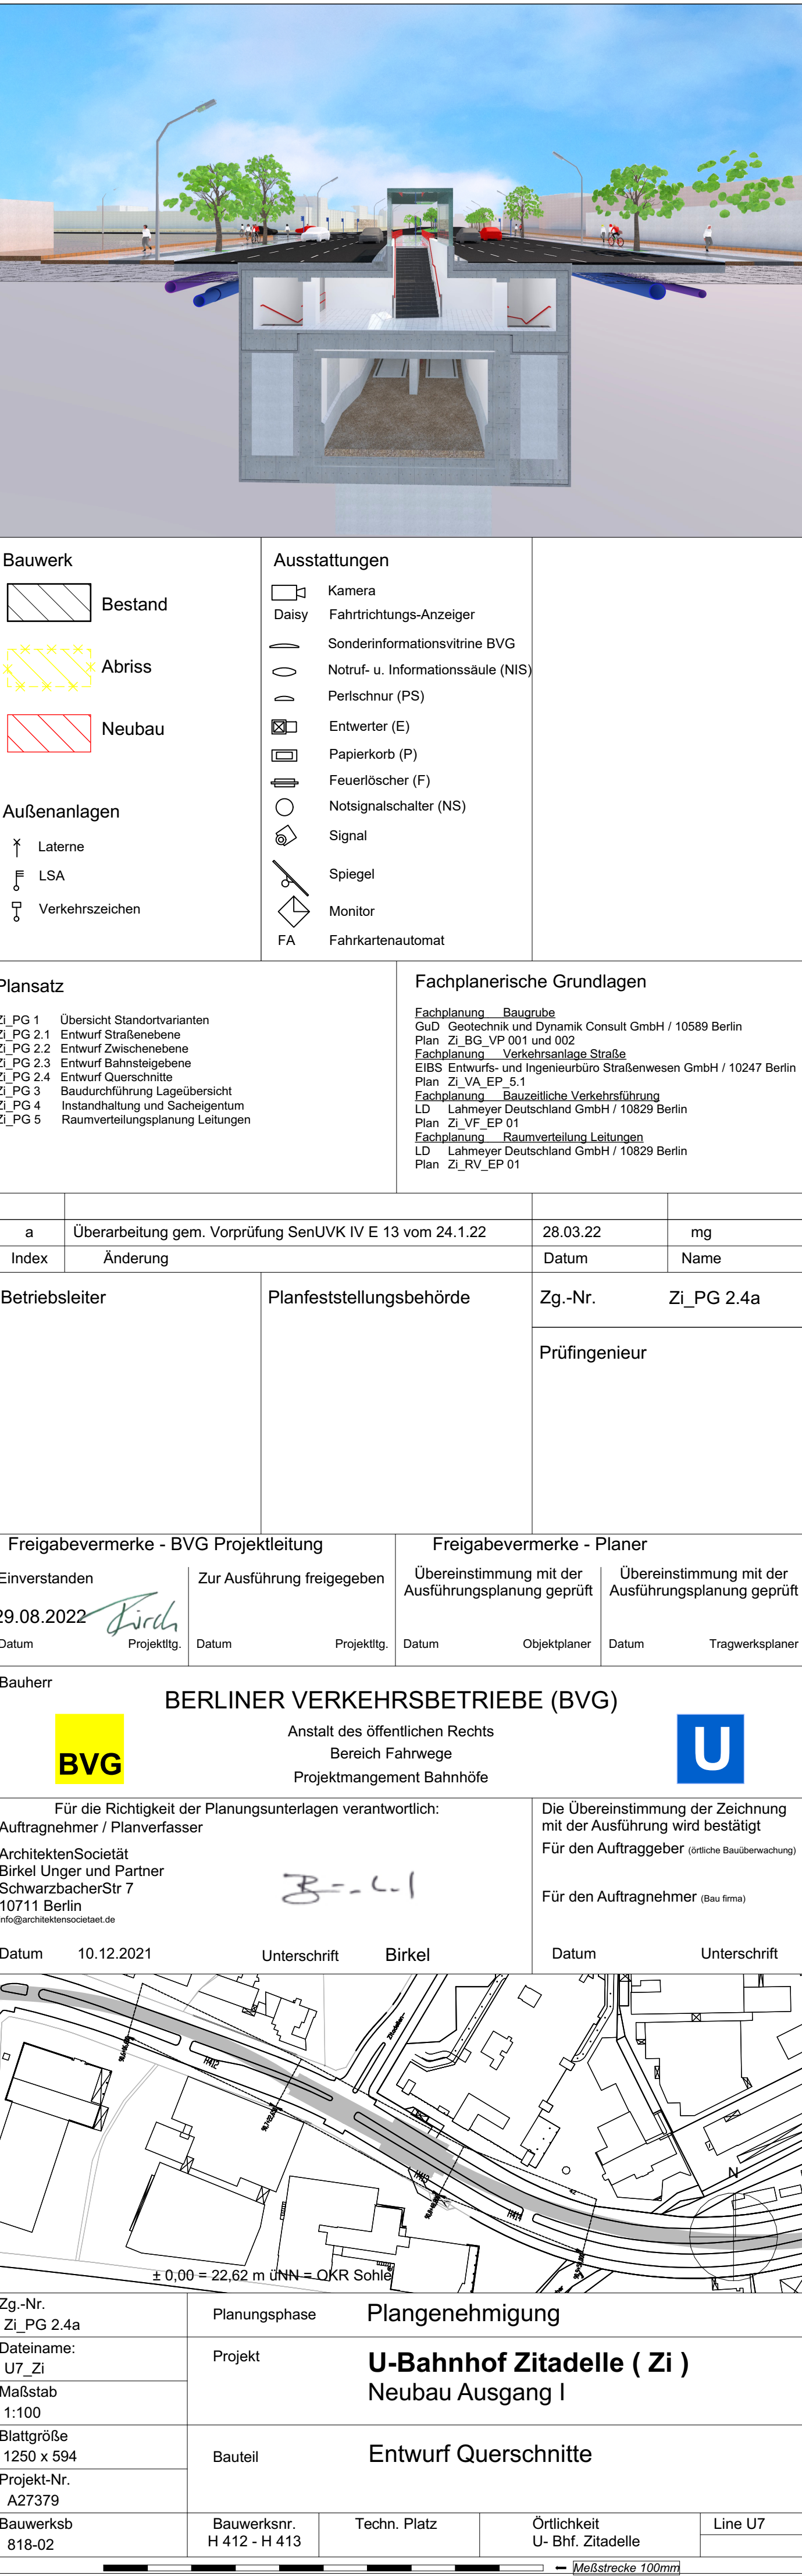 Bauwerk
Bestand
Abriss
Neubau
Außenanlagen
Laterne
LSA
Verkehrszeichen
Ausstattungen
Kamera
Daisy Fahrtrichtungs-Anzeiger
Sonderinformationsvitrine BVG
Notruf- u. Informationssäule (NIS)
Perlschnur (PS)
Entwerter (E)
Papierkorb (P)
Feuerlöscher (F)
Notsignalschalter (NS)
Signal
Spiegel
Monitor
FA Fahrkartenautomat
Plansatz
Zi_PG 1 Übersicht Standortvarianten
Zi_PG 2.1 Entwurf Straßenebene
Zi_PG 2.2 Entwurf Zwischenebene
Zi_PG 2.3 Entwurf Bahnsteigebene
Zi_PG 2.4 Entwurf Querschnitte
Zi_PG 3 Baudurchführung Lageübersicht
Zi_PG 4 Instandhaltung und Sacheigentum
Zi_PG 5 Raumverteilungsplanung Leitungen
Fachplanerische Grundlagen
Fachplanung Baugrube
GuD Geotechnik und Dynamik Consult GmbH / 10589 Berlin
Plan Zi_BG_VP 001 und 002
Fachplanung Verkehrsanlage Straße
EIBS Entwurfs- und Ingenieurbüro Straßenwesen GmbH / 10247 Berlin
Plan Zi_VA_EP_5.1
Fachplanung Bauzeitliche Verkehrsführung
LD Lahmeyer Deutschland GmbH / 10829 Berlin
Plan Zi_VF_EP 01
Fachplanung Raumverteilung Leitungen
LD Lahmeyer Deutschland GmbH / 10829 Berlin
Plan Zi_RV_EP 01
a Überarbeitung gem. Vorprüfung SenUVK IV E 13 vom 24.1.22 28.03.22 mg
Index Änderung Datum Name
Betriebsleiter
Planfeststellungsbehörde
Zg.-Nr. Zi_PG 2.4a
Prüfingenieur
Freigabevermerke - BVG Projektleitung
Freigabevermerke - Planer
Einverstanden
29.08.2022
Datum Projektltg.
Zur Ausführung freigegeben
Datum Projektltg.
Übereinstimmung mit der
Ausführungsplanung geprüft
Datum Objektplaner
Übereinstimmung mit der
Ausführungsplanung geprüft
Datum Tragwerksplaner
Bauherr
BERLINER VERKEHRSBETRIEBE (BVG)
Anstalt des öffentlichen Rechts
Bereich Fahrwege
Projektmangement Bahnhöfe
BVG
U
Für die Richtigkeit der Planungsunterlagen verantwortlich:
Auftragnehmer / Planverfasser
ArchitektenSocietät
Birkel Unger und Partner
SchwarzbacherStr 7
10711 Berlin
info@architektensocietaet.de
Datum 10.12.2021 Unterschrift Birkel
Die Übereinstimmung der Zeichnung
mit der Ausführung wird bestätigt
Für den Auftraggeber (örtliche Bauüberwachung)
Für den Auftragnehmer (Bau firma)
Datum Unterschrift
H412
H413
N
± 0,00 = 22,62 m üNN = OKR Sohle
Zg.-Nr.
Zi_PG 2.4a
Dateiname:
U7_Zi
Maßstab
1:100
Blattgröße
1250 x 594
Projekt-Nr.
A27379
Bauwerksb
818-02
Planungsphase Plangenehmigung
Projekt U-Bahnhof Zitadelle ( Zi )
Neubau Ausgang I
Bauteil Entwurf Querschnitte
Bauwerksnr.
H 412 - H 413
Techn. Platz
Örtlichkeit
U- Bhf. Zitadelle
Line U7
Meßstrecke 100mm